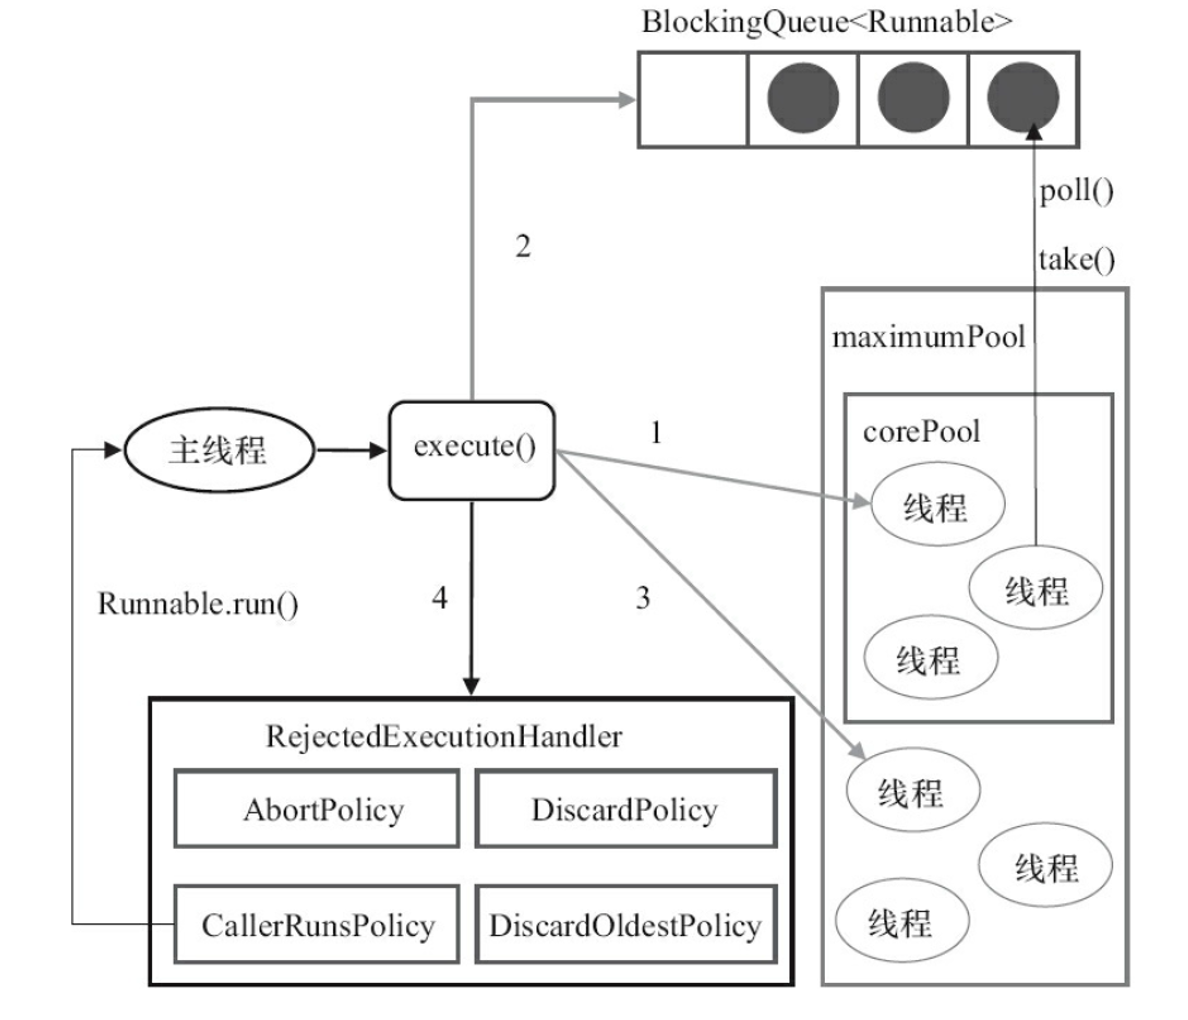 BlockingQueue<Runnable>
poll()
2
take()
maximumPool
corePool
1
execute()
主线程
线程
线程
Runnable.run()
4
3
线程
RejectedExecutionHandler
线程
AbortPolicy
DiscardPolicy
线程
CallerRunsPolicy
DiscardOldestPolicy
线程